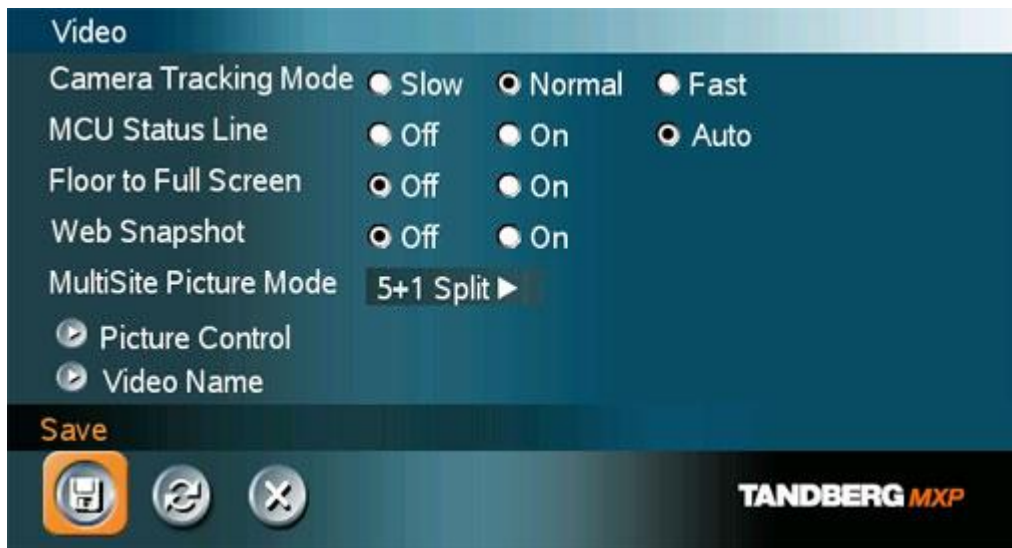 Video
Camera Tracking Mode Slow Normal Fast
MCU Status Line Off On Auto
Floor to Full Screen Off On
Web Snapshot Off On
MultiSite Picture Mode 5+1 Split
Picture Control
Video Name
Save
TANDBERG MXP